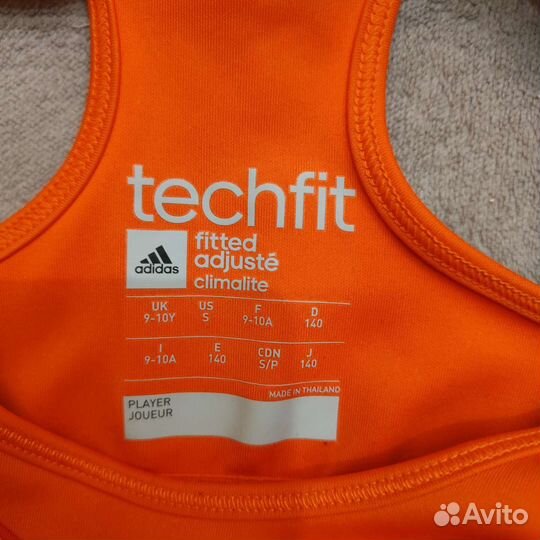 techfit
adidas
fitted
adjusté
climalite
UK US F D
9-10Y S 9-10A 140
I E CDN J
9-10A 140 S/P 140
MADE IN THAILAND
PLAYER
JOUEUR
Avito